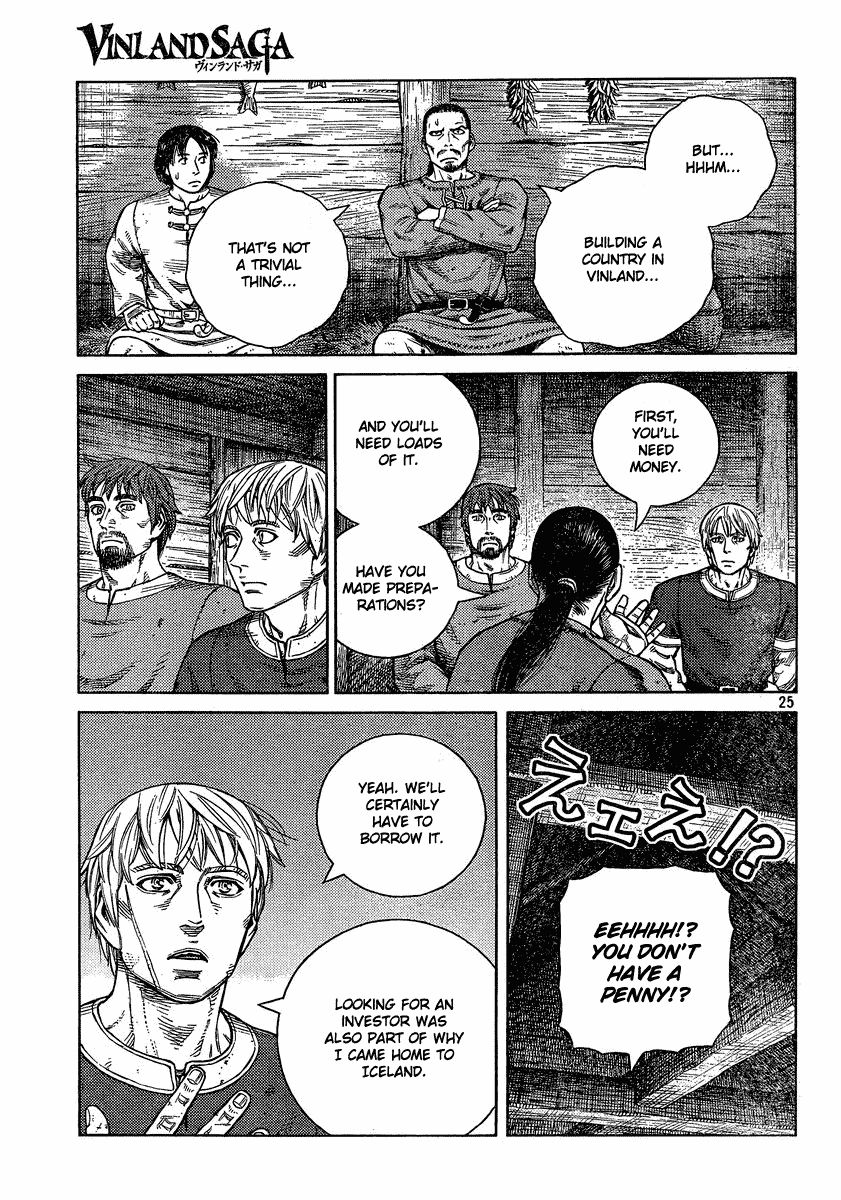 VINLAND SAGA
ヴィンランド・サガ
BUT...
HHHM...
BUILDING A
COUNTRY IN
VINLAND...
THAT'S NOT
A TRIVIAL
THING...
FIRST,
YOU'LL
NEED
MONEY.
AND YOU'LL
NEED LOADS
OF IT.
HAVE YOU
MADE PREPA-
RATIONS?
25
えェえ!?
EEHHHH!?
YOU DON'T
HAVE A
PENNY!?
YEAH. WE'LL
CERTAINLY
HAVE TO
BORROW IT.
LOOKING FOR AN
INVESTOR WAS
ALSO PART OF WHY
I CAME HOME TO
ICELAND.